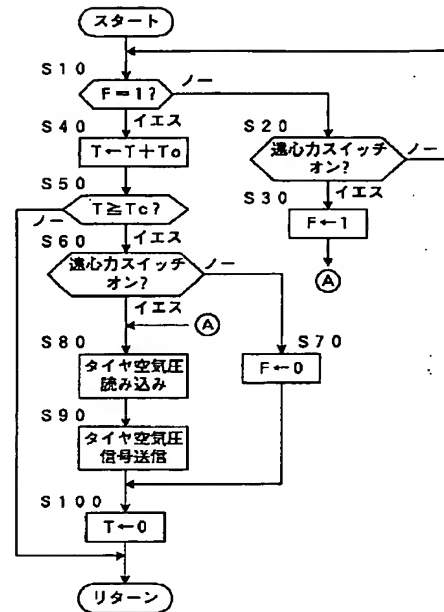 スタート
S10
F=1?
ノー
イエス
S40
S20
T←T+To
遠心力スイッチ
オン?
ノー
S50
イエス
S30
T≧Tc?
ノー
イエス
F←1
S60
遠心力スイッチ
オン?
ノー
A
イエス
A
S80
S70
タイヤ空気圧
読み込み
F←0
S90
タイヤ空気圧
信号送信
S100
T←0
リターン